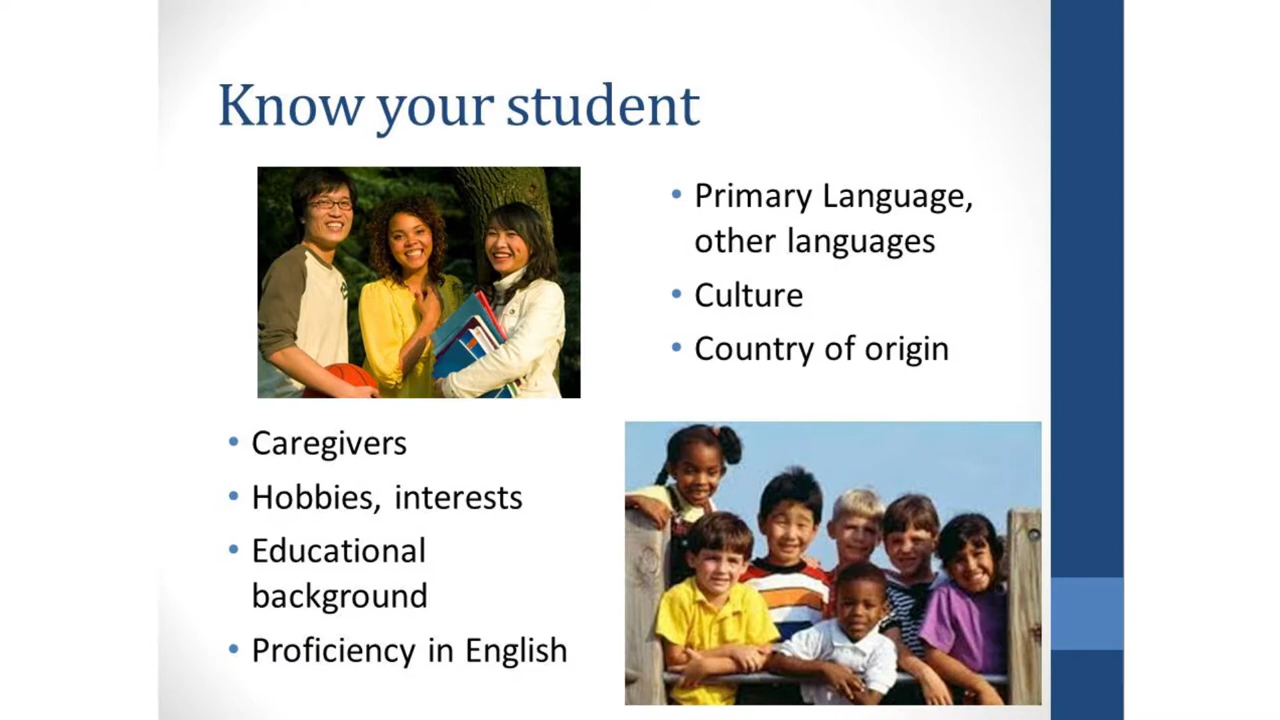 Know your student
• Primary Language,
other languages
• Culture
• Country of origin
• Caregivers
• Hobbies, interests
• Educational
background
• Proficiency in English